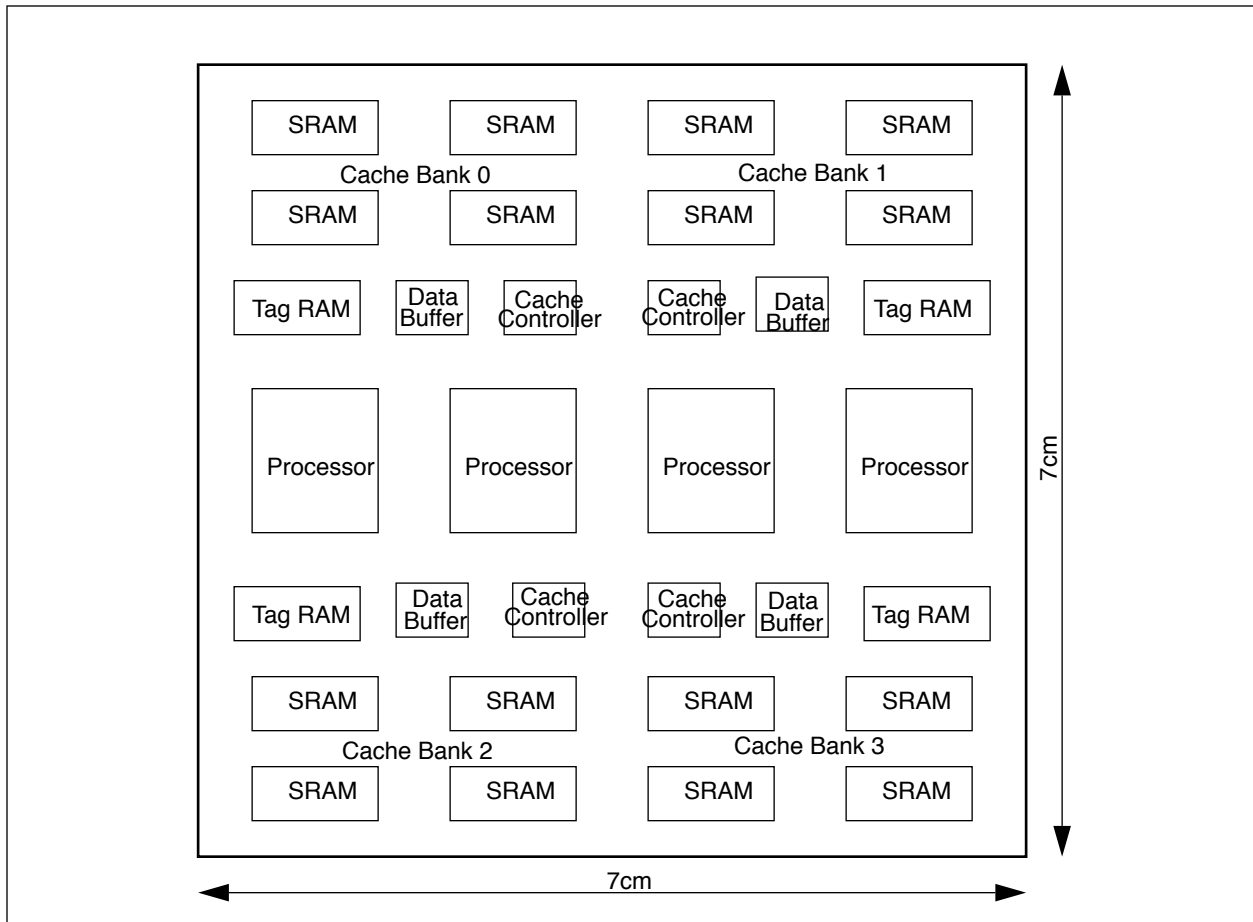 SRAM SRAM SRAM SRAM
Cache Bank 0 Cache Bank 1
SRAM SRAM SRAM SRAM
Tag RAM
Data
Buffer
Cache
Controller
Cache
Controller
Data
Buffer
Tag RAM
Processor Processor Processor Processor
7cm
Tag RAM
Data
Buffer
Cache
Controller
Cache
Controller
Data
Buffer
Tag RAM
SRAM SRAM SRAM SRAM
Cache Bank 2 Cache Bank 3
SRAM SRAM SRAM SRAM
7cm